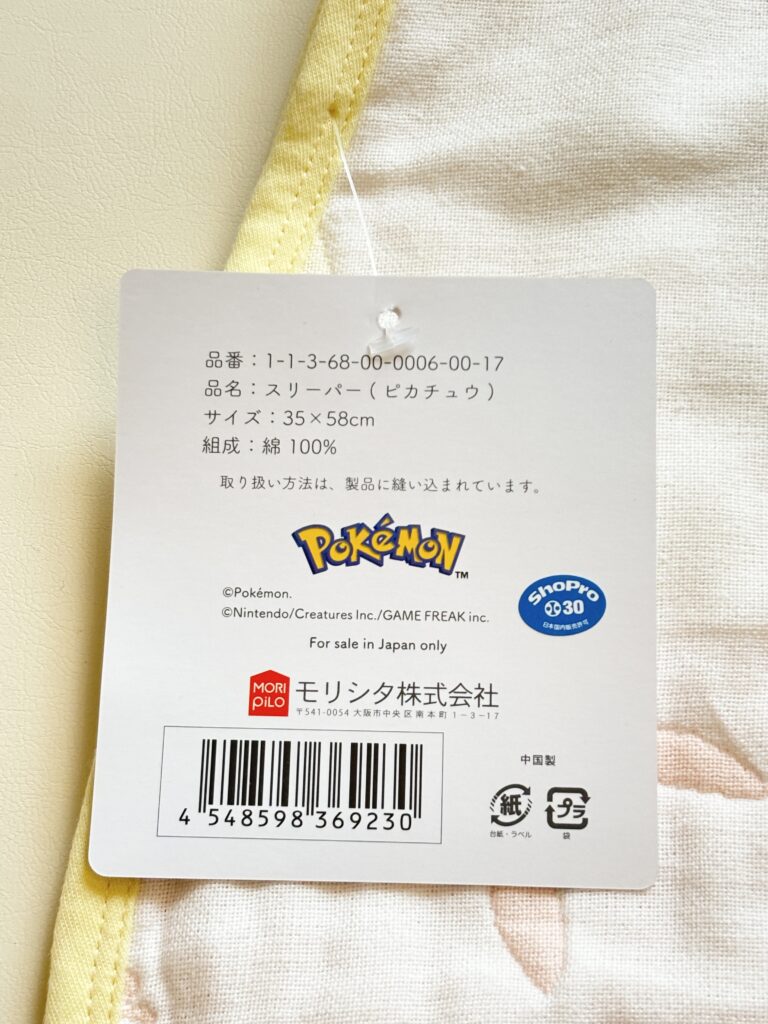 品番：1-1-3-68-00-0006-00-17
品名：スリーパー ( ピカチュウ )
サイズ：35×58cm
組成：綿 100%
取り扱い方法は、製品に縫い込まれています。
POKéMON™
©Pokémon.
©Nintendo/Creatures Inc./GAME FREAK inc.
For sale in Japan only
ShoPro
30
日本国内販売許可
MORI
PiLO
モリシタ株式会社
〒541-0054 大阪市中央区南本町 1-3-17
4 548598 369230
中国製
紙
台紙・ラベル
プラ
袋